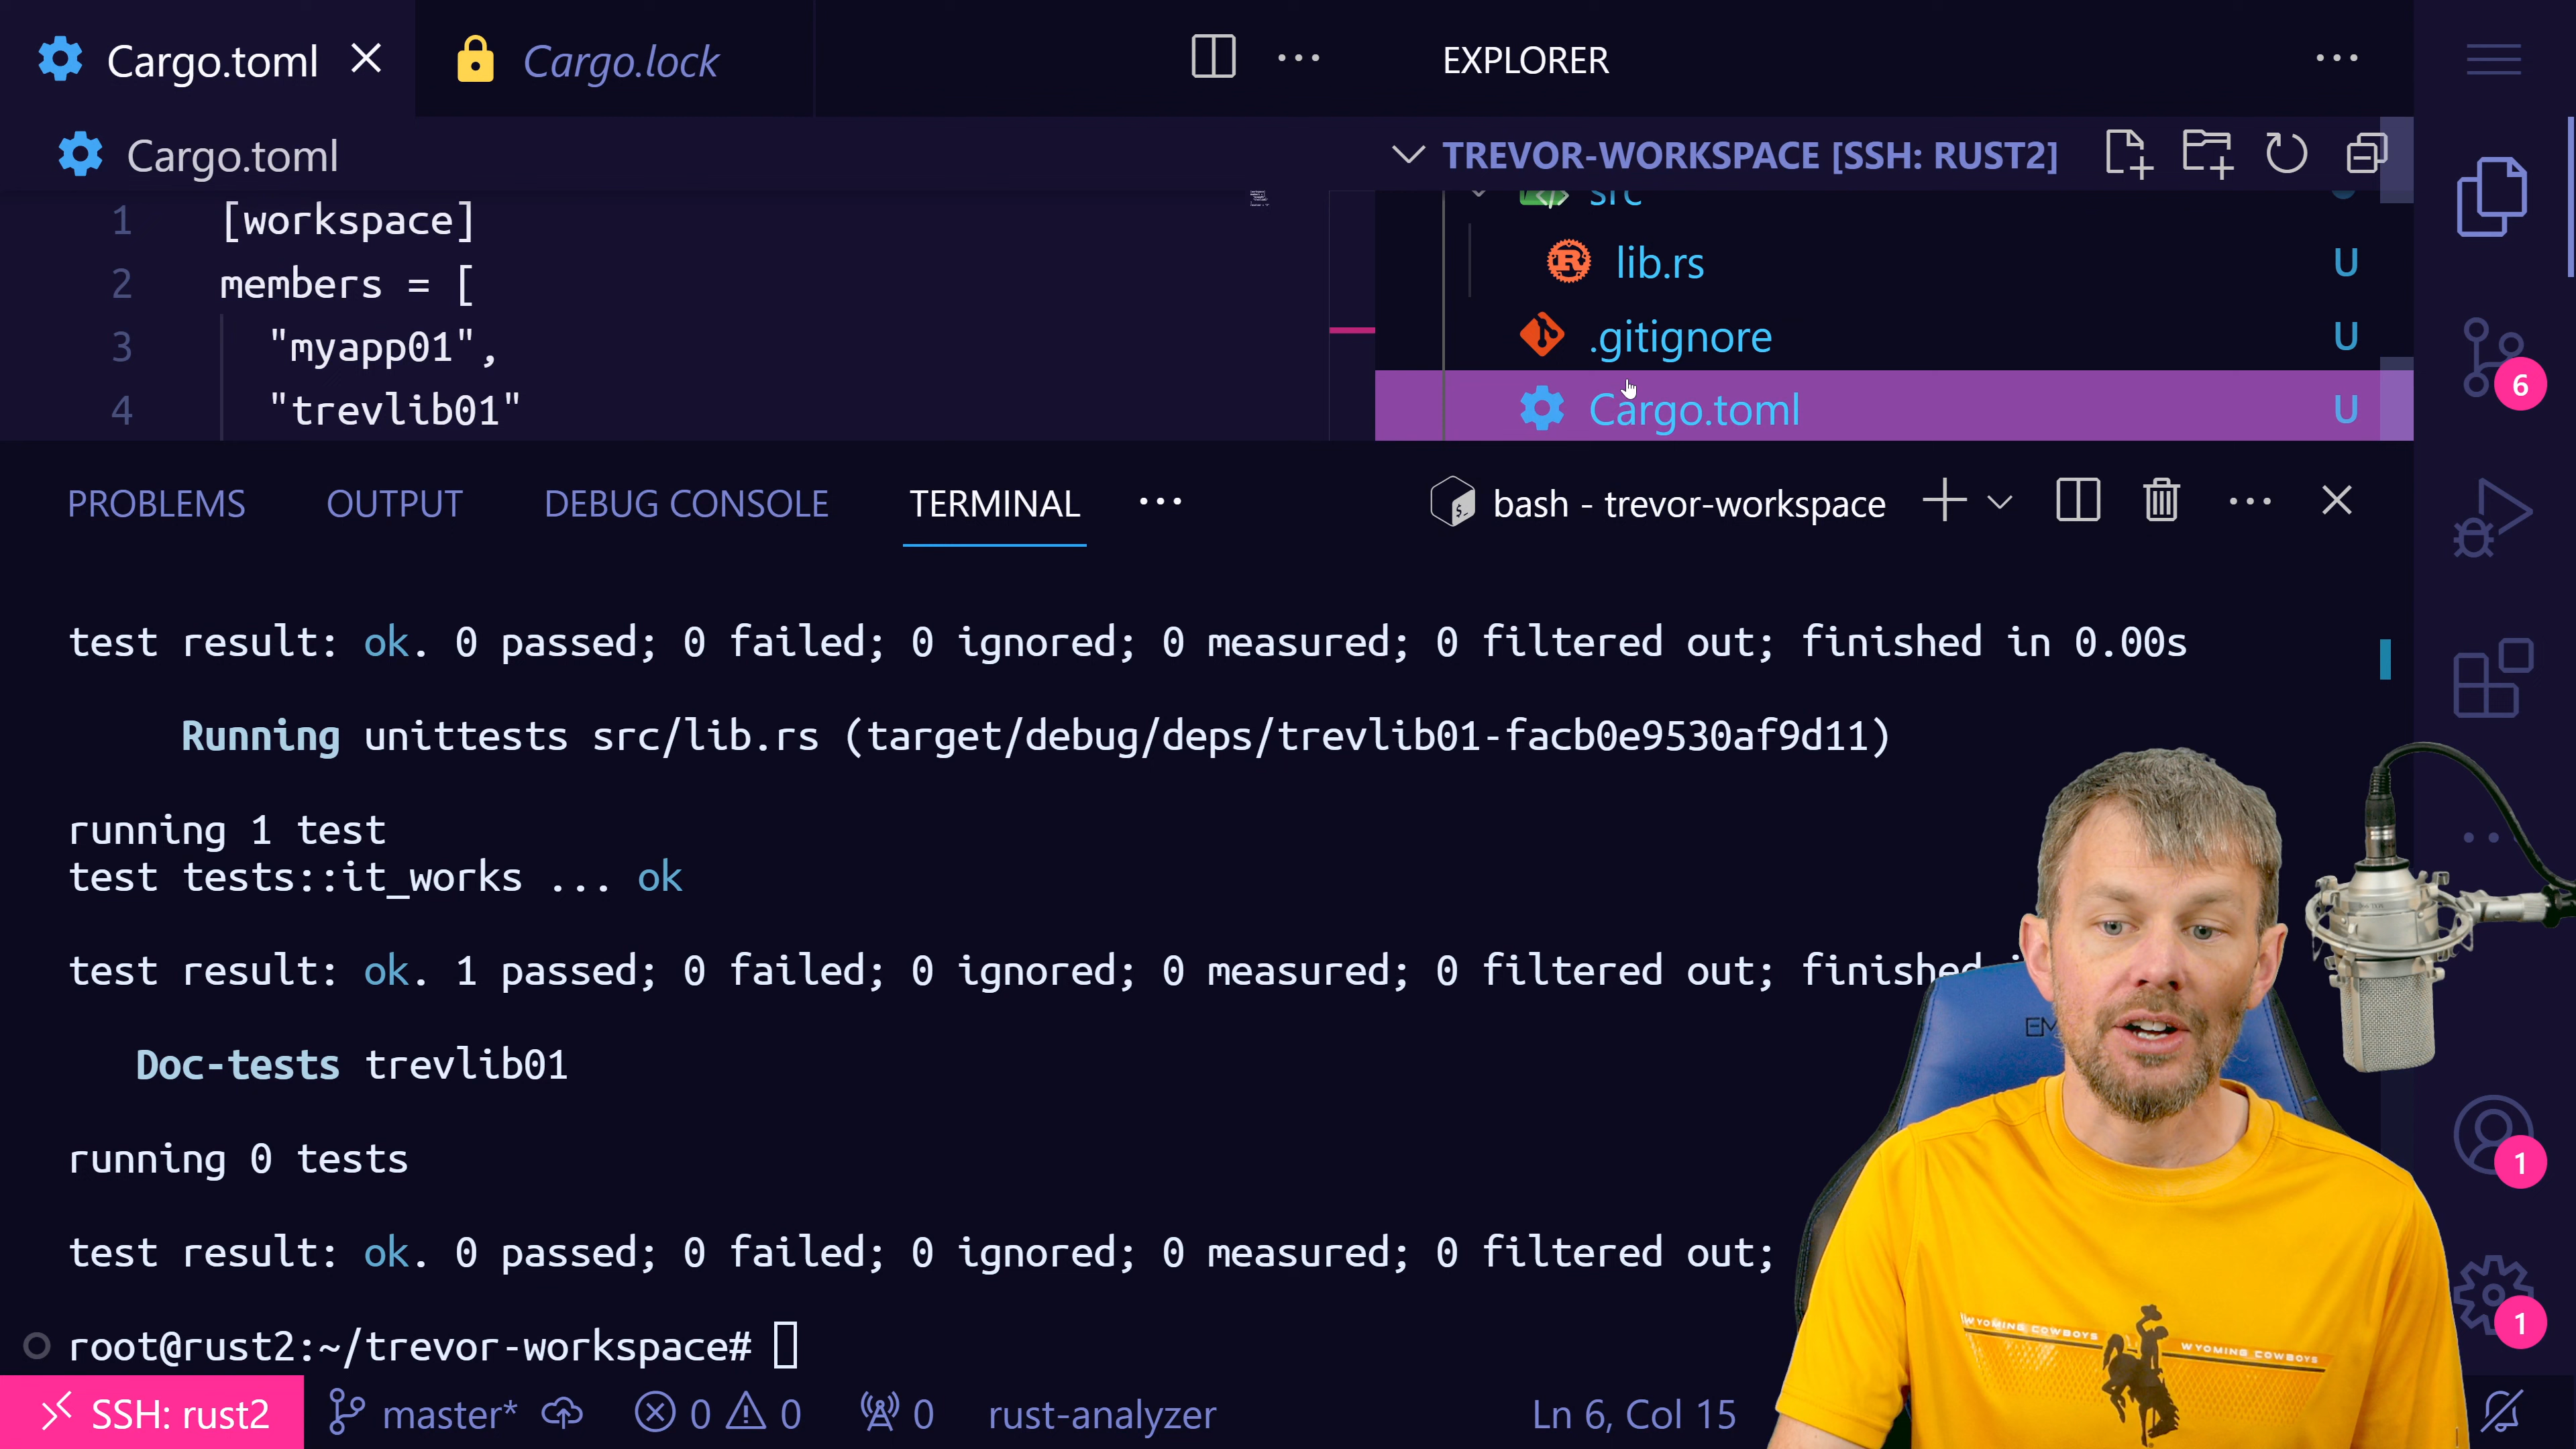 Cargo.toml
Cargo.lock
EXPLORER
Cargo.toml
TREVOR-WORKSPACE [SSH: RUST2]
1 [workspace]
2 members = [
3 "myapp01",
4 "trevlib01"
src
lib.rs U
.gitignore U
Cargo.toml U
6
PROBLEMS OUTPUT DEBUG CONSOLE TERMINAL
bash - trevor-workspace
test result: ok. 0 passed; 0 failed; 0 ignored; 0 measured; 0 filtered out; finished in 0.00s
Running unittests src/lib.rs (target/debug/deps/trevlib01-facb0e9530af9d11)
running 1 test
test tests::it_works ... ok
test result: ok. 1 passed; 0 failed; 0 ignored; 0 measured; 0 filtered out; finished
Doc-tests trevlib01
running 0 tests
test result: ok. 0 passed; 0 failed; 0 ignored; 0 measured; 0 filtered out;
root@rust2:~/trevor-workspace#
EM
WYOMING COWBOYS
WYOMING COWBOYS
1
1
SSH: rust2 master* 0 0 0 rust-analyzer Ln 6, Col 15